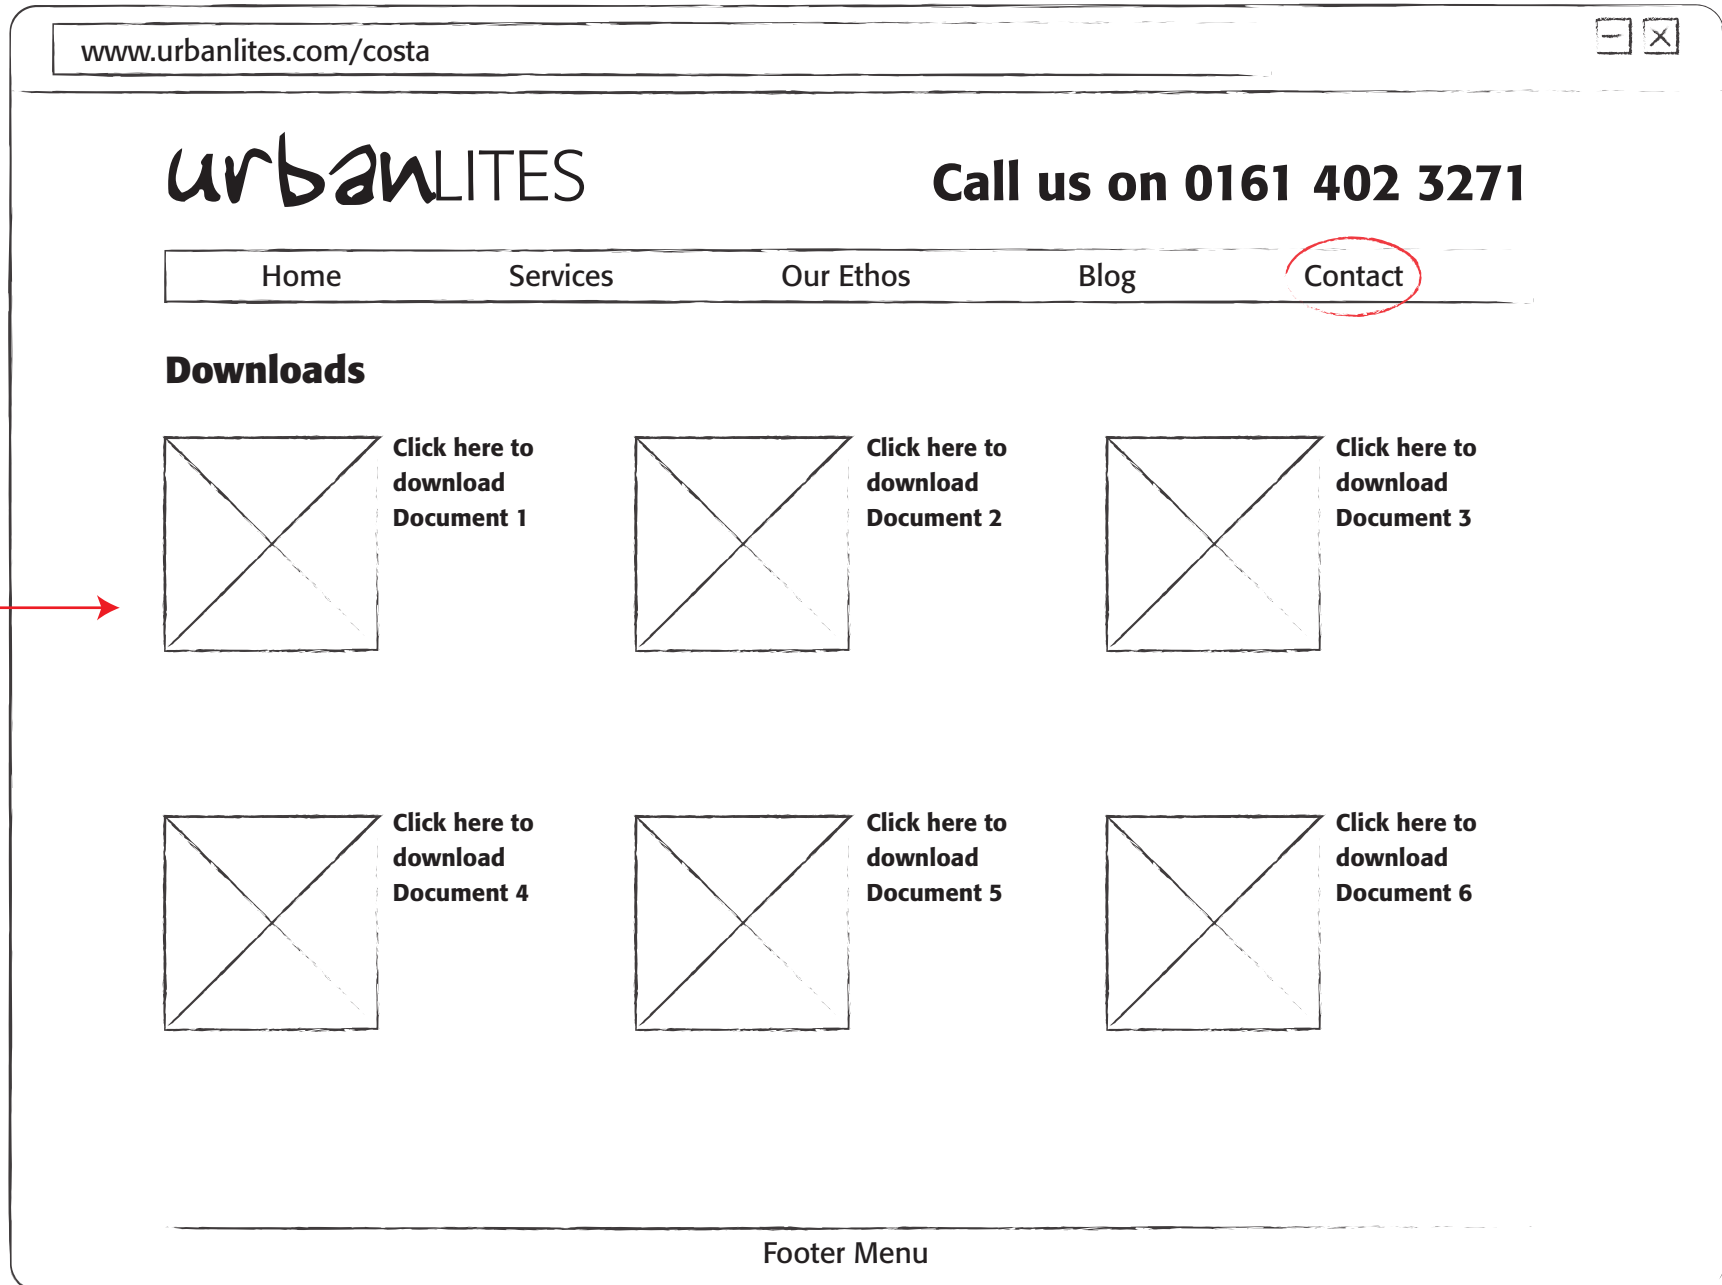 www.urbanlites.com/costa
urbanLITES
Call us on 0161 402 3271
Home Services Our Ethos Blog Contact
Downloads
Click here to
download
Document 1
Click here to
download
Document 2
Click here to
download
Document 3
Click here to
download
Document 4
Click here to
download
Document 5
Click here to
download
Document 6
Footer Menu